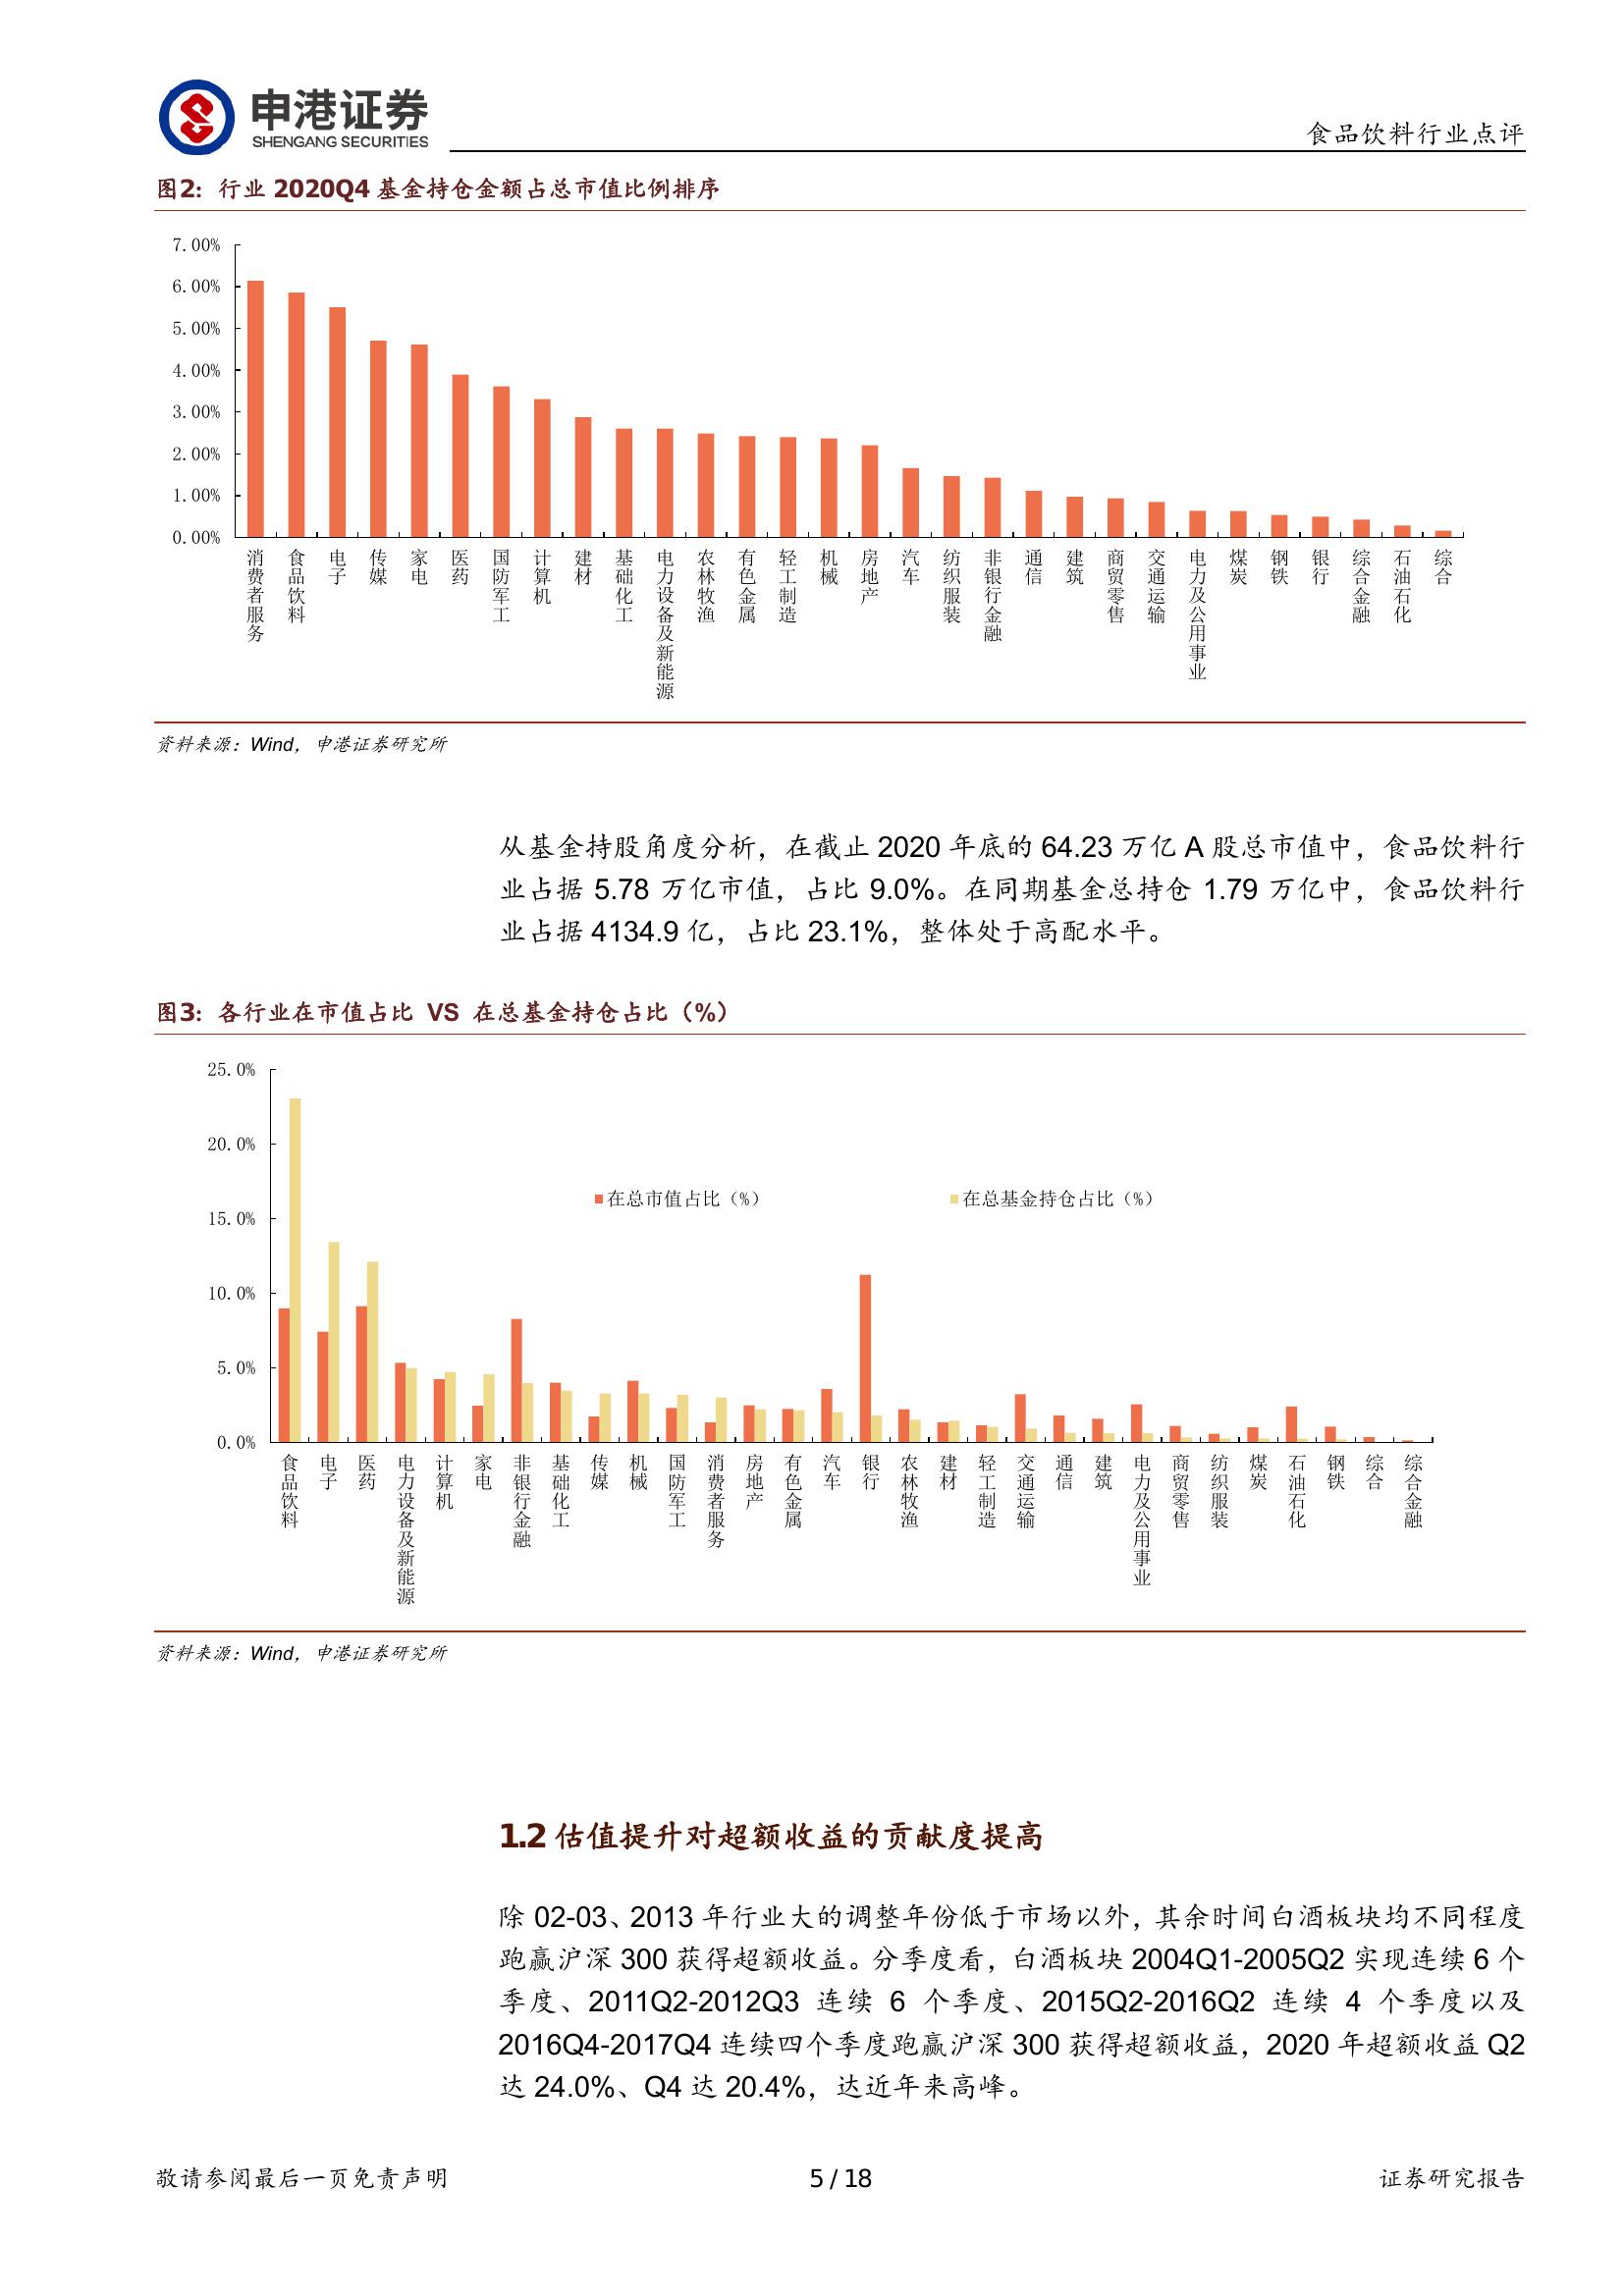 申港证券
SHENGANG SECURITIES
食品饮料行业点评
图2：行业 2020Q4 基金持仓金额占总市值比例排序
7.00%
6.00%
5.00%
4.00%
3.00%
2.00%
1.00%
0.00%
消费者服务
食品饮料
电子
传媒
家电
医药
国防军工
计算机
建材
基础化工
电力设备及新能源
农林牧渔
有色金属
轻工制造
机械
房地产
汽车
纺织服装
非银行金融
通信
建筑
商贸零售
交通运输
电力及公用事业
煤炭
钢铁
银行
综合金融
石油石化
综合
资料来源：Wind，申港证券研究所
从基金持股角度分析，在截止 2020 年底的 64.23 万亿 A 股总市值中，食品饮料行
业占据 5.78 万亿市值，占比 9.0%。在同期基金总持仓 1.79 万亿中，食品饮料行
业占据 4134.9 亿，占比 23.1%，整体处于高配水平。
图3：各行业在市值占比 VS 在总基金持仓占比（%）
25.0%
20.0%
15.0%
10.0%
5.0%
0.0%
在总市值占比（%）
在总基金持仓占比（%）
食品饮料
电子
医药
电力设备及新能源
计算机
家电
非银行金融
基础化工
传媒
机械
国防军工
消费者服务
房地产
有色金属
汽车
银行
农林牧渔
建材
轻工制造
交通运输
通信
建筑
电力及公用事业
商贸零售
纺织服装
煤炭
石油石化
钢铁
综合
综合金融
资料来源：Wind，申港证券研究所
1.2 估值提升对超额收益的贡献度提高
除 02-03、2013 年行业大的调整年份低于市场以外，其余时间白酒板块均不同程度
跑赢沪深 300 获得超额收益。分季度看，白酒板块 2004Q1-2005Q2 实现连续 6 个
季度、2011Q2-2012Q3 连续 6 个季度、2015Q2-2016Q2 连续 4 个季度以及
2016Q4-2017Q4 连续四个季度跑赢沪深 300 获得超额收益，2020 年超额收益 Q2
达 24.0%、Q4 达 20.4%，达近年来高峰。
敬请参阅最后一页免责声明
5 / 18
证券研究报告